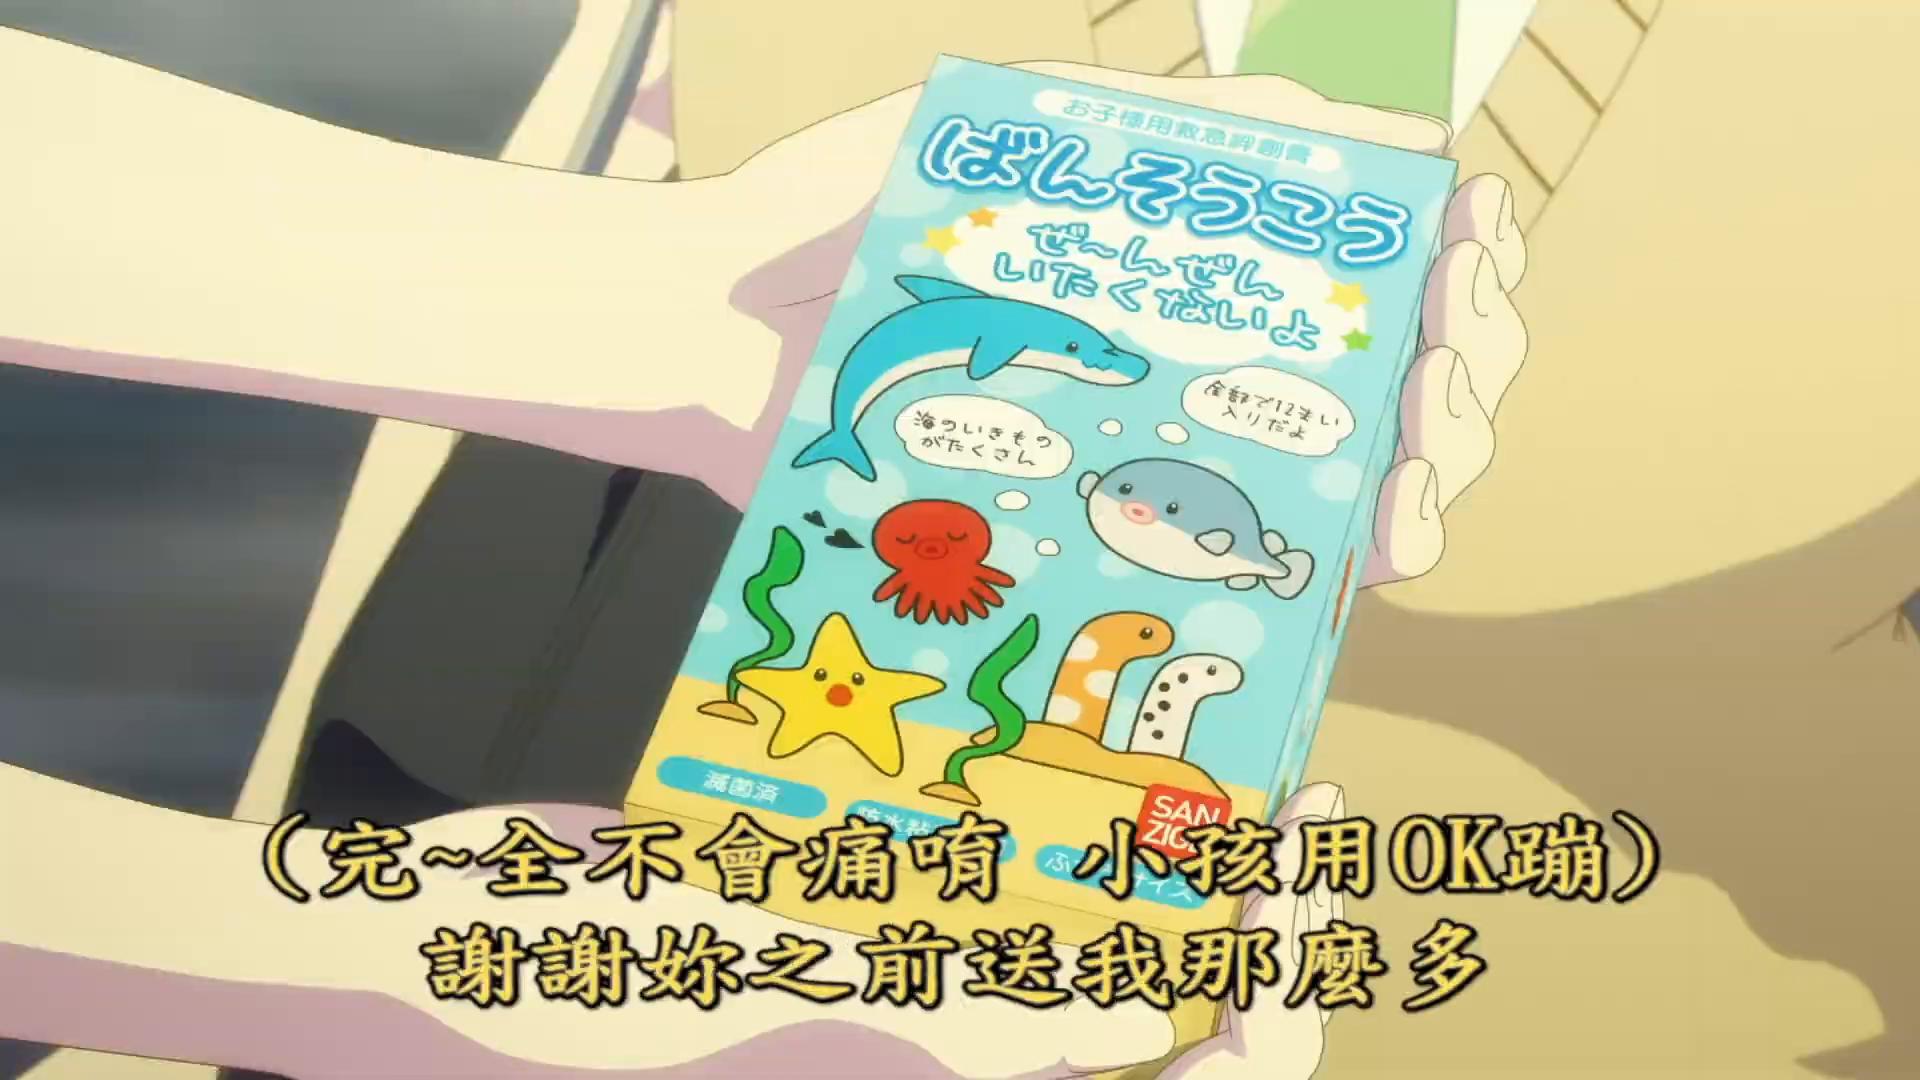 お子様用救急絆創膏
ばんそうこう
ぜ～んぜん
いたくないよ
全部で12まい
入りだよ
海のいきもの
がたくさん
滅菌済
防水
SAN
（完~全不會痛唷 小孩用OK蹦）
謝謝妳之前送我那麼多